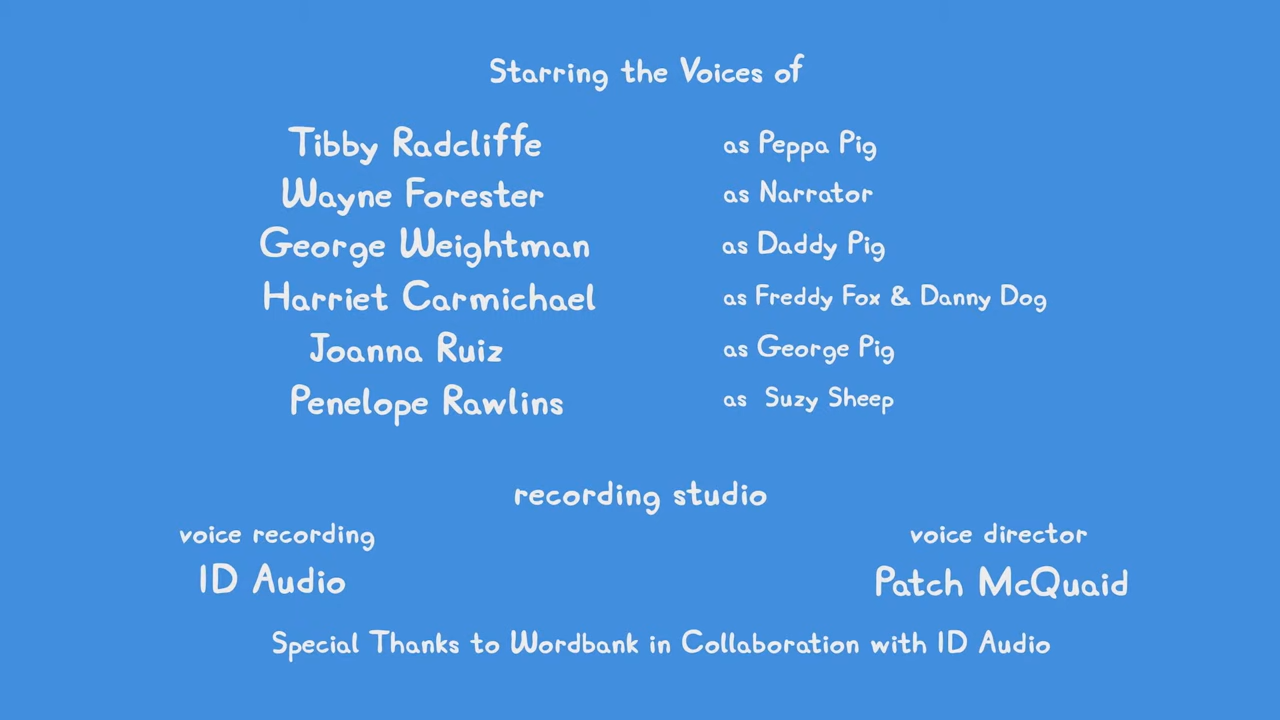 Starring the Voices of
Tibby Radcliffe as Peppa Pig
Wayne Forester as Narrator
George Weightman as Daddy Pig
Harriet Carmichael as Freddy Fox & Danny Dog
Joanna Ruiz as George Pig
Penelope Rawlins as Suzy Sheep
recording studio
voice recording voice director
ID Audio Patch McQuaid
Special Thanks to Wordbank in Collaboration with ID Audio